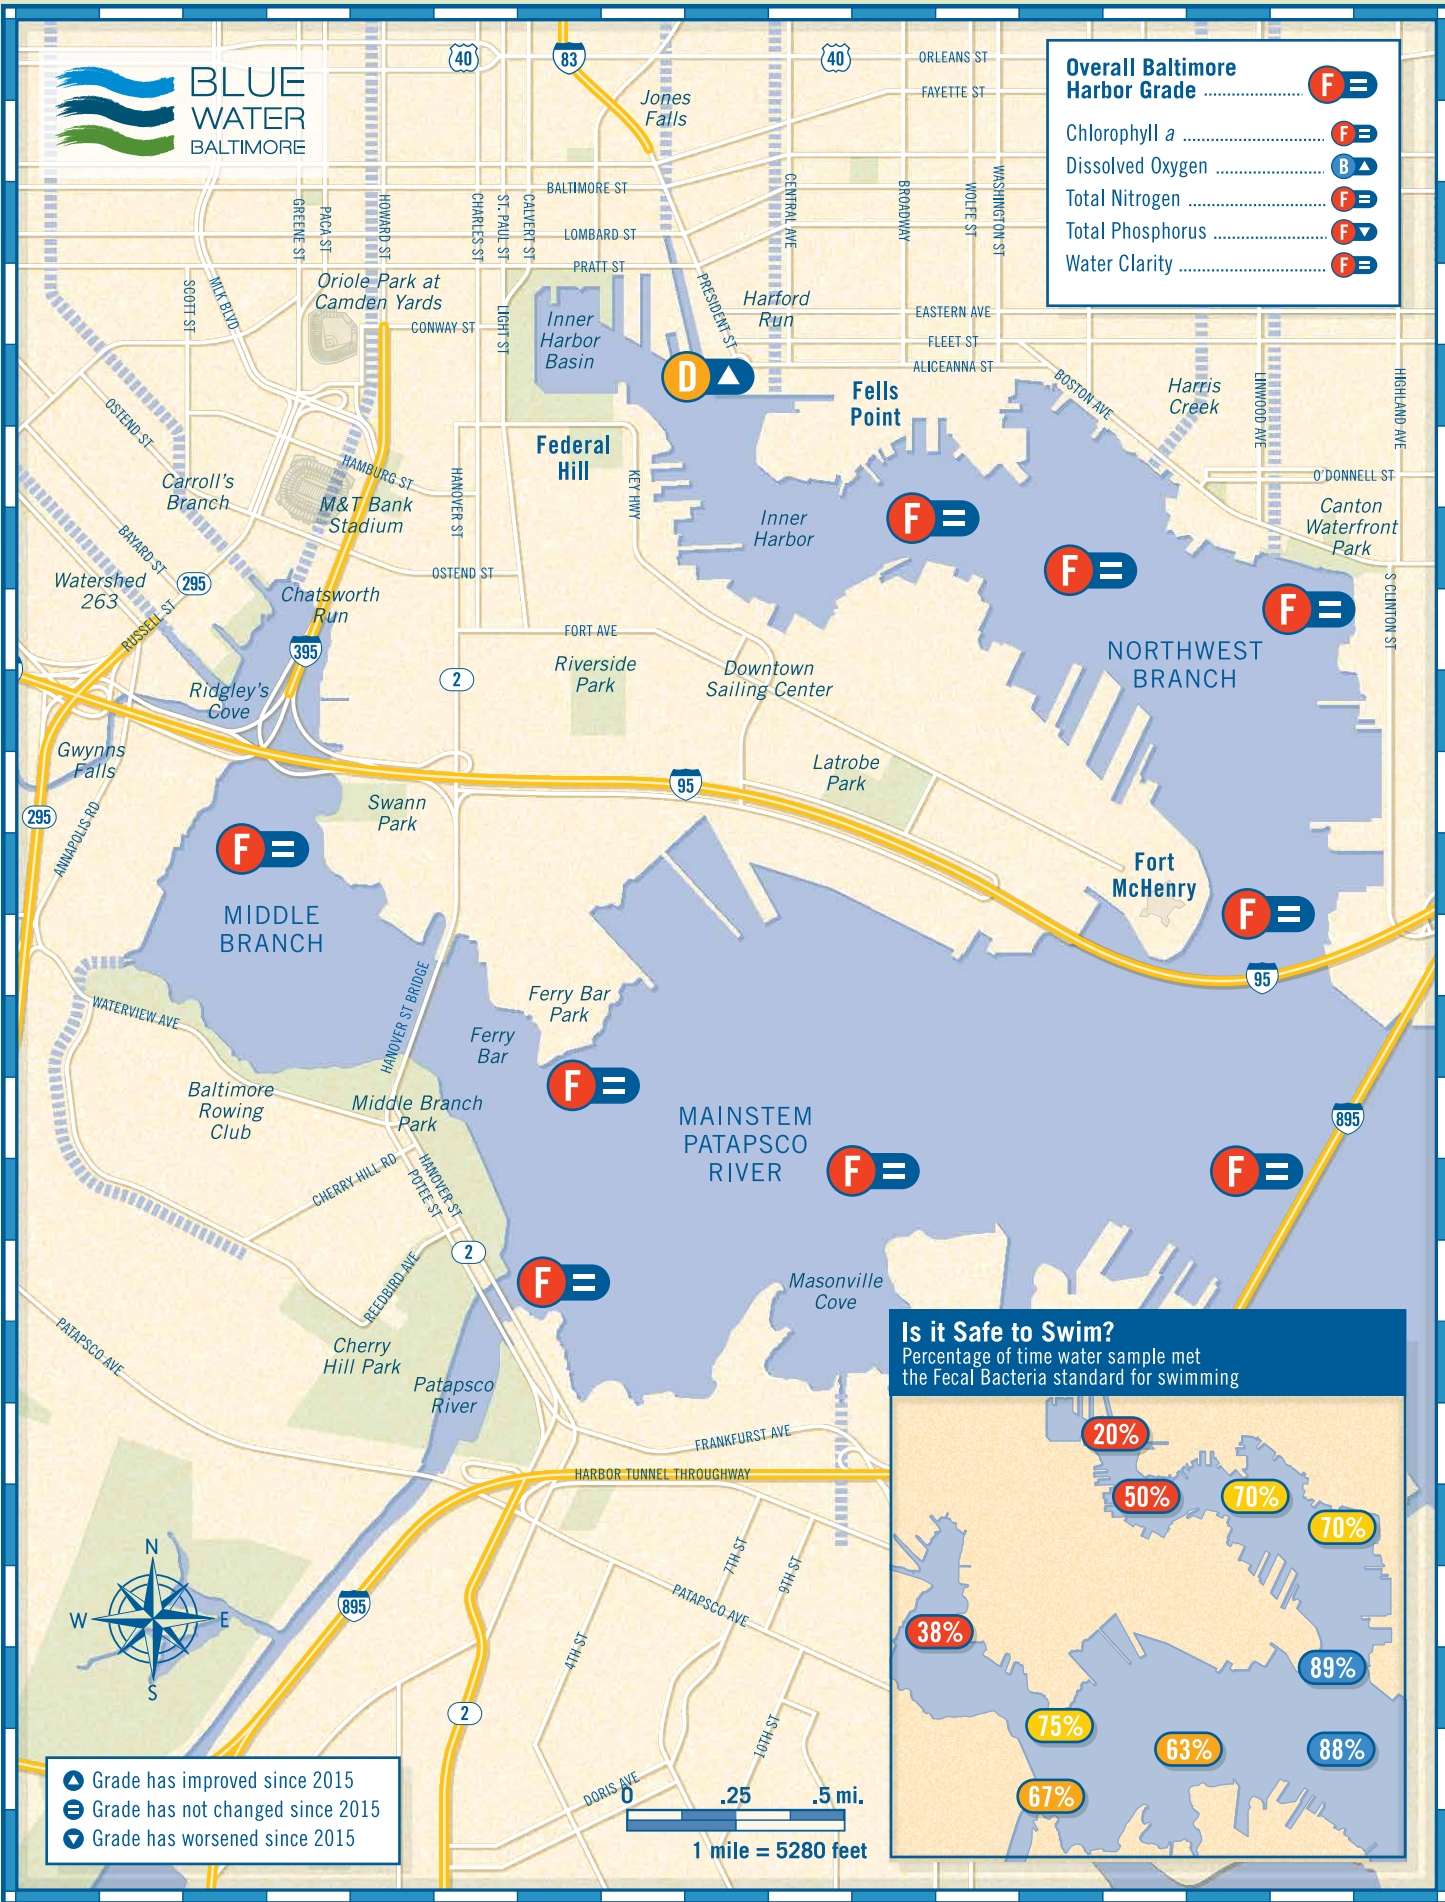 BLUE
WATER
BALTIMORE
40
83
40
ORLEANS ST
FAYETTE ST
Jones
Falls
Overall Baltimore
Harbor Grade ........................ F =
Chlorophyll a .................................. F =
Dissolved Oxygen .......................... B ▲
Total Nitrogen ................................. F =
Total Phosphorus ........................... F ▼
Water Clarity ................................... F =
BALTIMORE ST
LOMBARD ST
PRATT ST
GREENE ST
PACA ST
HOWARD ST
CHARLES ST
ST. PAUL ST
CALVERT ST
CENTRAL AVE
BROADWAY
WOLFE ST
WASHINGTON ST
SCOTT ST
MLK BLVD
Oriole Park at
Camden Yards
CONWAY ST
LIGHT ST
Inner
Harbor
Basin
PRESIDENT ST
Harford
Run
EASTERN AVE
FLEET ST
ALICEANNA ST
D ▲
Fells
Point
BOSTON AVE
Harris
Creek
LINWOOD AVE
HIGHLAND AVE
OSTEND ST
Federal
Hill
HAMBURG ST
HANOVER ST
KEY HWY
Carroll's
Branch
M&T Bank
Stadium
O'DONNELL ST
Canton
Waterfront
Park
Inner
Harbor
F =
F =
F =
BAYARD ST
Watershed
263
295
RUSSELL ST
Chatsworth
Run
OSTEND ST
S CLINTON ST
395
FORT AVE
Riverside
Park
2
Downtown
Sailing Center
NORTHWEST
BRANCH
Ridgley's
Cove
Gwynns
Falls
295
ANNAPOLIS RD
Swann
Park
95
Latrobe
Park
F =
Fort
McHenry
F =
MIDDLE
BRANCH
95
HANOVER ST BRIDGE
WATERVIEW AVE
Ferry Bar
Park
Ferry
Bar
F =
Baltimore
Rowing
Club
Middle Branch
Park
MAINSTEM
PATAPSCO
RIVER
F =
F =
895
CHERRY HILL RD
HANOVER ST
POTEE ST
2
REEDBIRD AVE
F =
Masonville
Cove
PATAPSCO AVE
Cherry
Hill Park
Patapsco
River
FRANKFURST AVE
HARBOR TUNNEL THROUGHWAY
Is it Safe to Swim?
Percentage of time water sample met
the Fecal Bacteria standard for swimming
20%
50%
70%
70%
38%
89%
75%
63%
88%
67%
N
W
E
S
895
7TH ST
9TH ST
PATAPSCO AVE
4TH ST
2
10TH ST
DORIS AVE
▲ Grade has improved since 2015
= Grade has not changed since 2015
▼ Grade has worsened since 2015
0 .25 .5 mi.
1 mile = 5280 feet